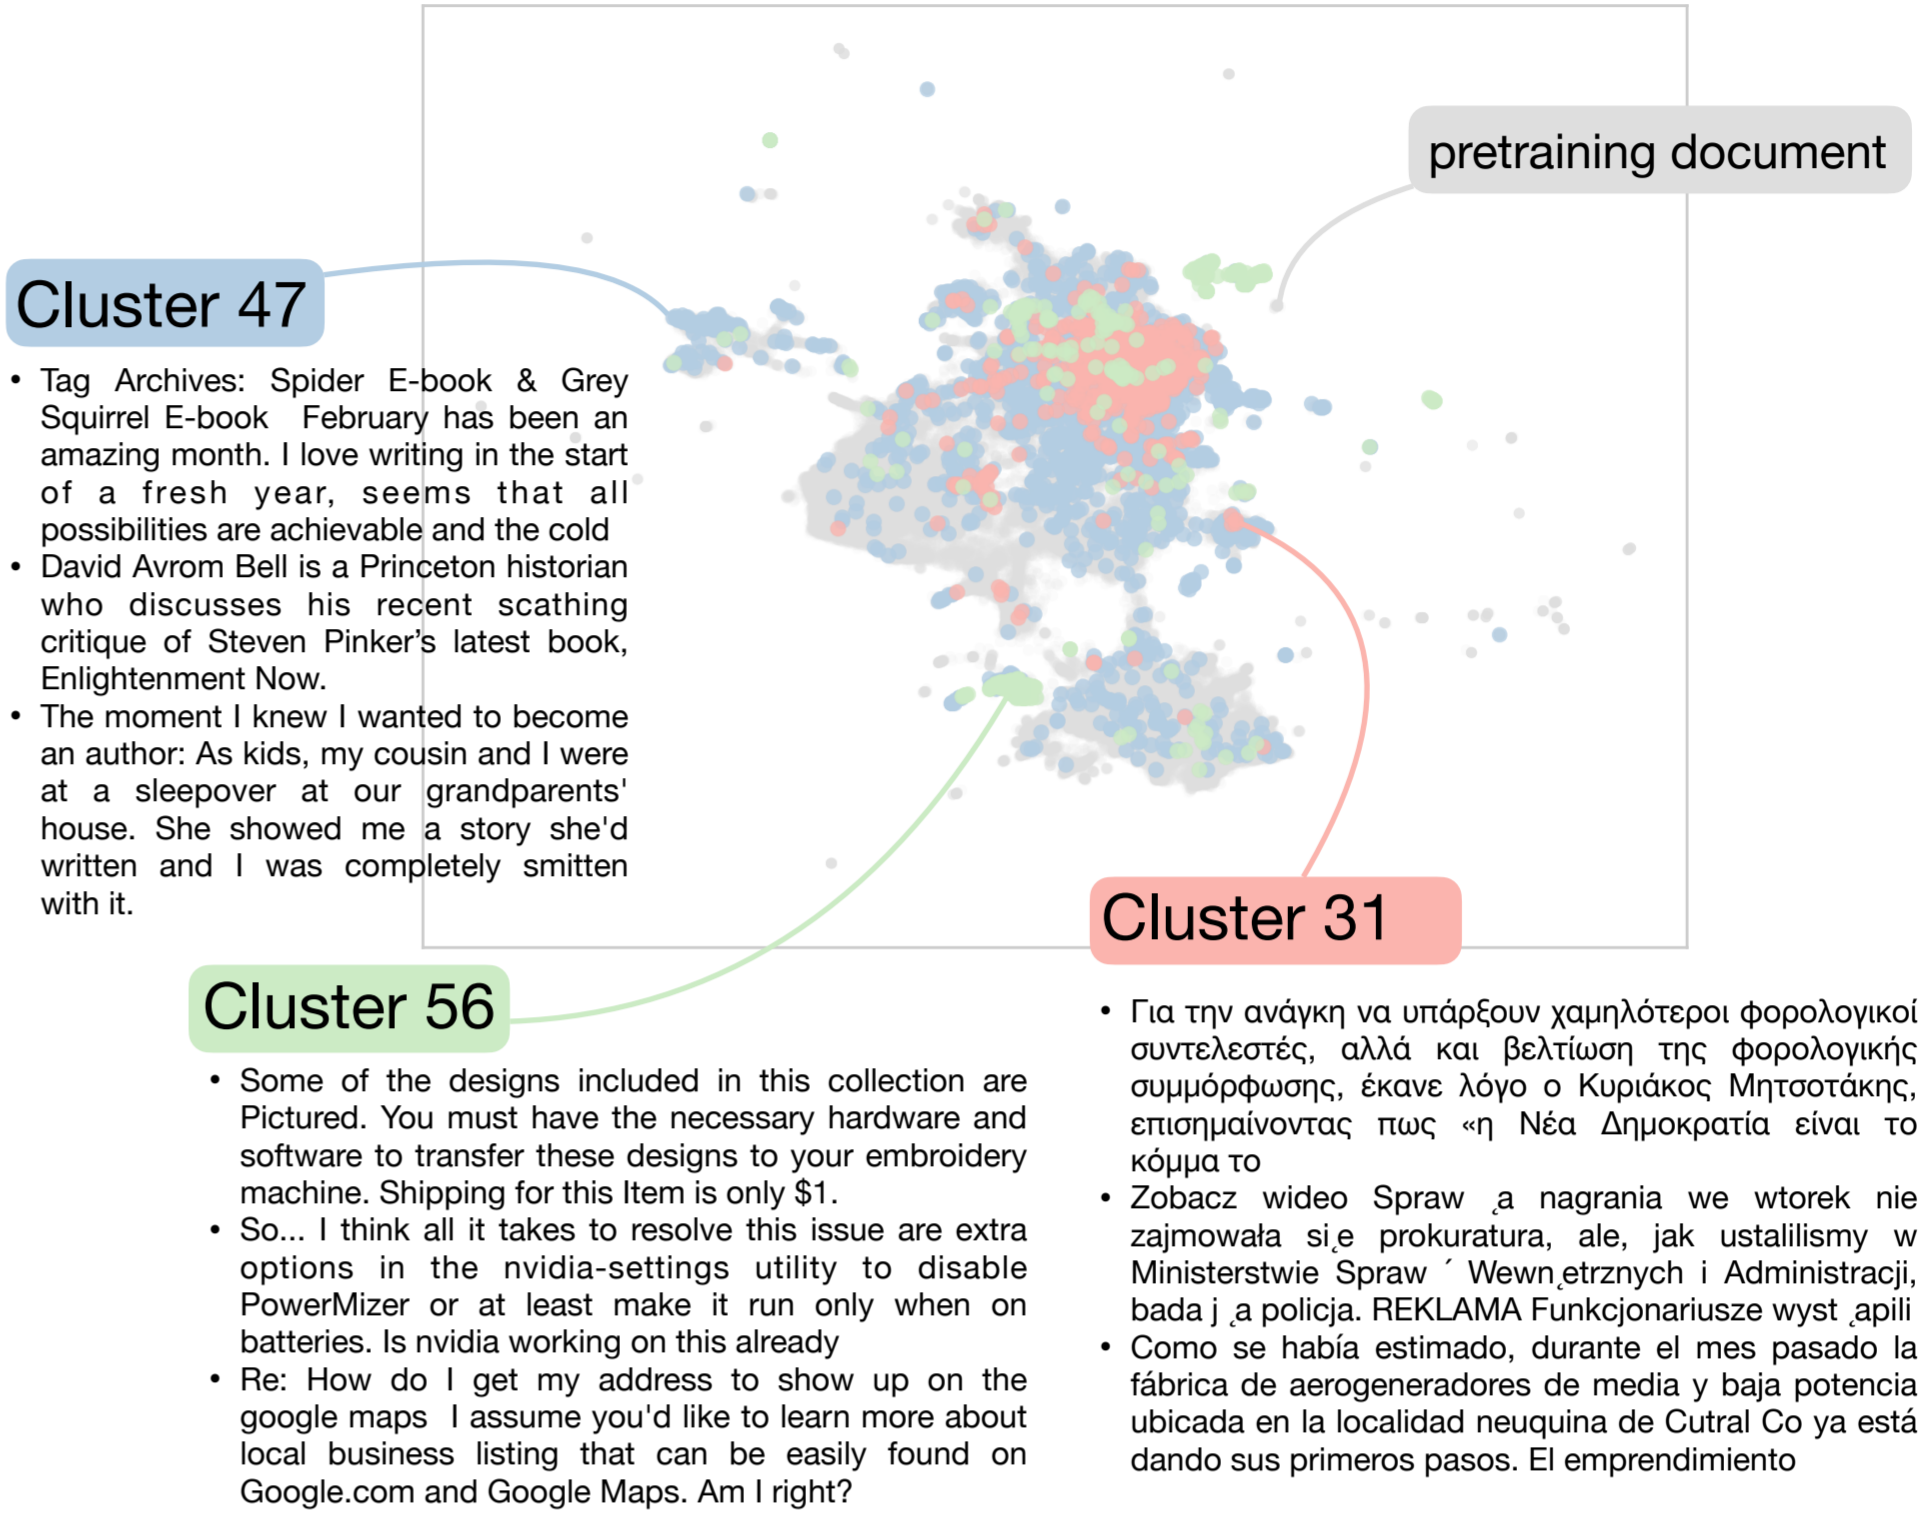 pretraining document
Cluster 47
• Tag Archives: Spider E-book & Grey
Squirrel E-book February has been an
amazing month. I love writing in the start
of a fresh year, seems that all
possibilities are achievable and the cold
• David Avrom Bell is a Princeton historian
who discusses his recent scathing
critique of Steven Pinker’s latest book,
Enlightenment Now.
• The moment I knew I wanted to become
an author: As kids, my cousin and I were
at a sleepover at our grandparents'
house. She showed me a story she'd
written and I was completely smitten
with it.
Cluster 56
• Some of the designs included in this collection are
Pictured. You must have the necessary hardware and
software to transfer these designs to your embroidery
machine. Shipping for this Item is only $1.
• So... I think all it takes to resolve this issue are extra
options in the nvidia-settings utility to disable
PowerMizer or at least make it run only when on
batteries. Is nvidia working on this already
• Re: How do I get my address to show up on the
google maps I assume you'd like to learn more about
local business listing that can be easily found on
Google.com and Google Maps. Am I right?
Cluster 31
• Για την ανάγκη να υπάρξουν χαμηλότεροι φορολογικοί
συντελεστές, αλλά και βελτίωση της φορολογικής
συμμόρφωσης, έκανε λόγο ο Κυριάκος Μητσοτάκης,
επισημαίνοντας πως «η Νέα Δημοκρατία είναι το
κόμμα το
• Zobacz wideo Spraw ˛a nagrania we wtorek nie
zajmowała si˛e prokuratura, ale, jak ustalilismy w
Ministerstwie Spraw ´ Wewn˛etrznych i Administracji,
bada j ˛a policja. REKLAMA Funkcjonariusze wyst ˛apili
• Como se había estimado, durante el mes pasado la
fábrica de aerogeneradores de media y baja potencia
ubicada en la localidad neuquina de Cutral Co ya está
dando sus primeros pasos. El emprendimiento